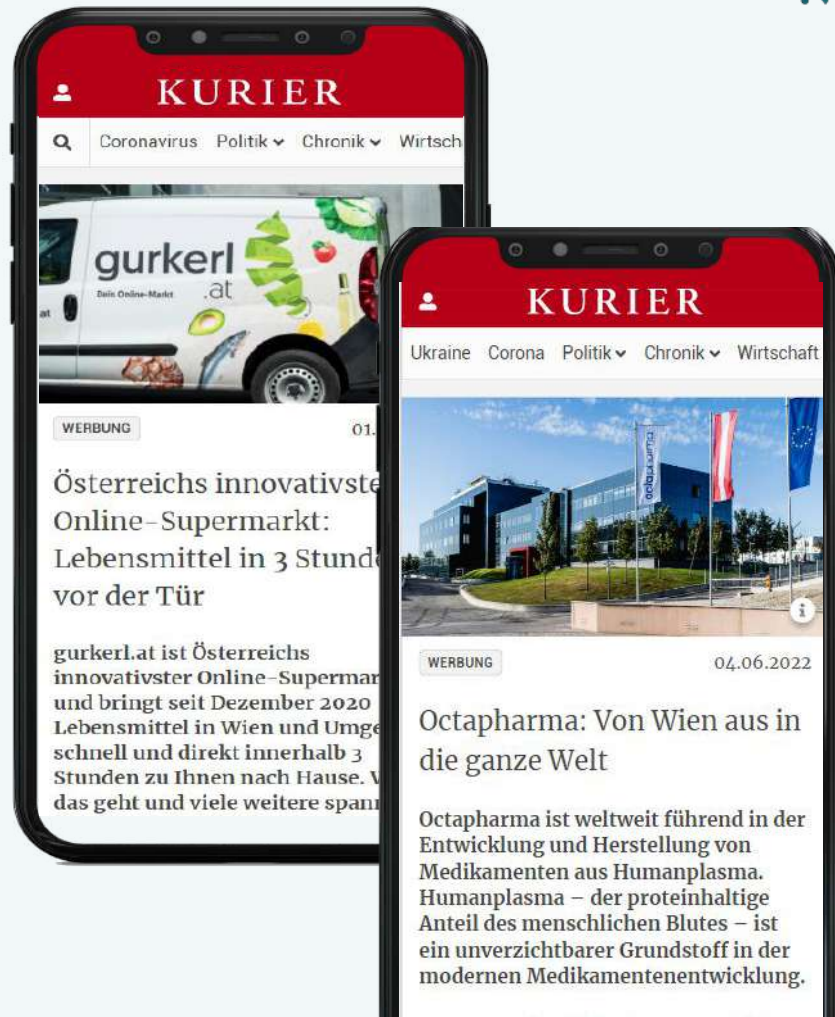 KURIER
Coronavirus Politik Chronik Wirtsch
gurkerl
.at
Dein Online-Markt
at
WERBUNG
01.
Österreichs innovativste
Online-Supermarkt:
Lebensmittel in 3 Stunde
vor der Tür
gurkerl.at ist Österreichs
innovativster Online-Supermar
und bringt seit Dezember 2020
Lebensmittel in Wien und Umge
schnell und direkt innerhalb 3
Stunden zu Ihnen nach Hause. W
das geht und viele weitere spann
KURIER
Ukraine Corona Politik Chronik Wirtschaft
octapharma
i
WERBUNG
04.06.2022
Octapharma: Von Wien aus in
die ganze Welt
Octapharma ist weltweit führend in der
Entwicklung und Herstellung von
Medikamenten aus Humanplasma.
Humanplasma – der proteinhaltige
Anteil des menschlichen Blutes – ist
ein unverzichtbarer Grundstoff in der
modernen Medikamentenentwicklung.